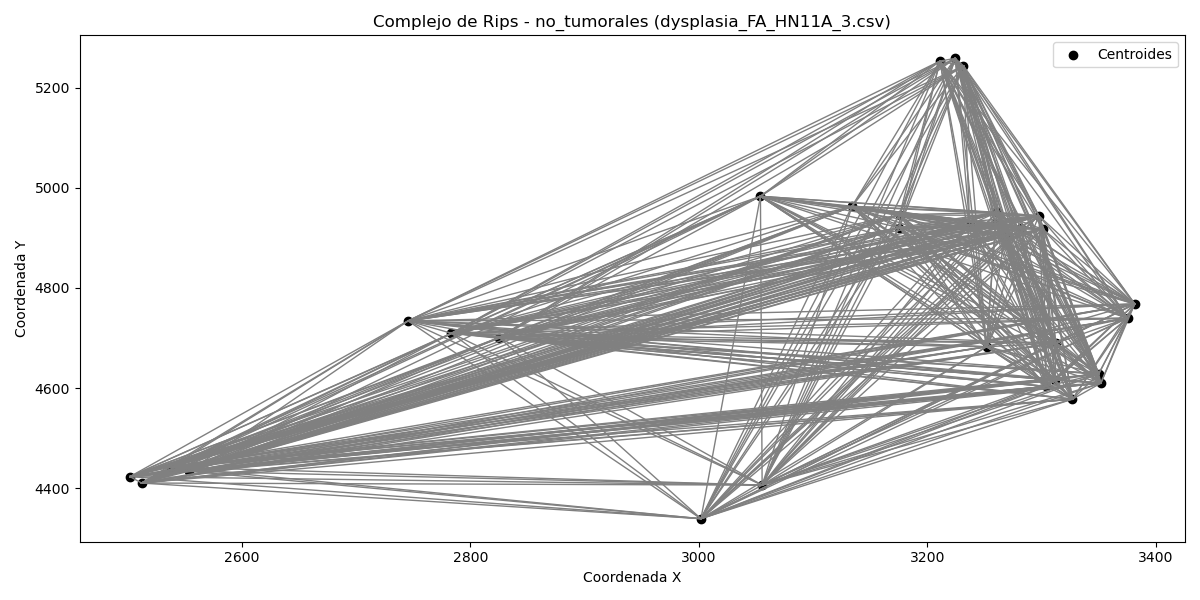 Complejo de Rips - no_tumorales (dysplasia_FA_HN11A_3.csv)
Centroides
Coordenada Y
5200
5000
4800
4600
4400
2600 2800 3000 3200 3400
Coordenada X